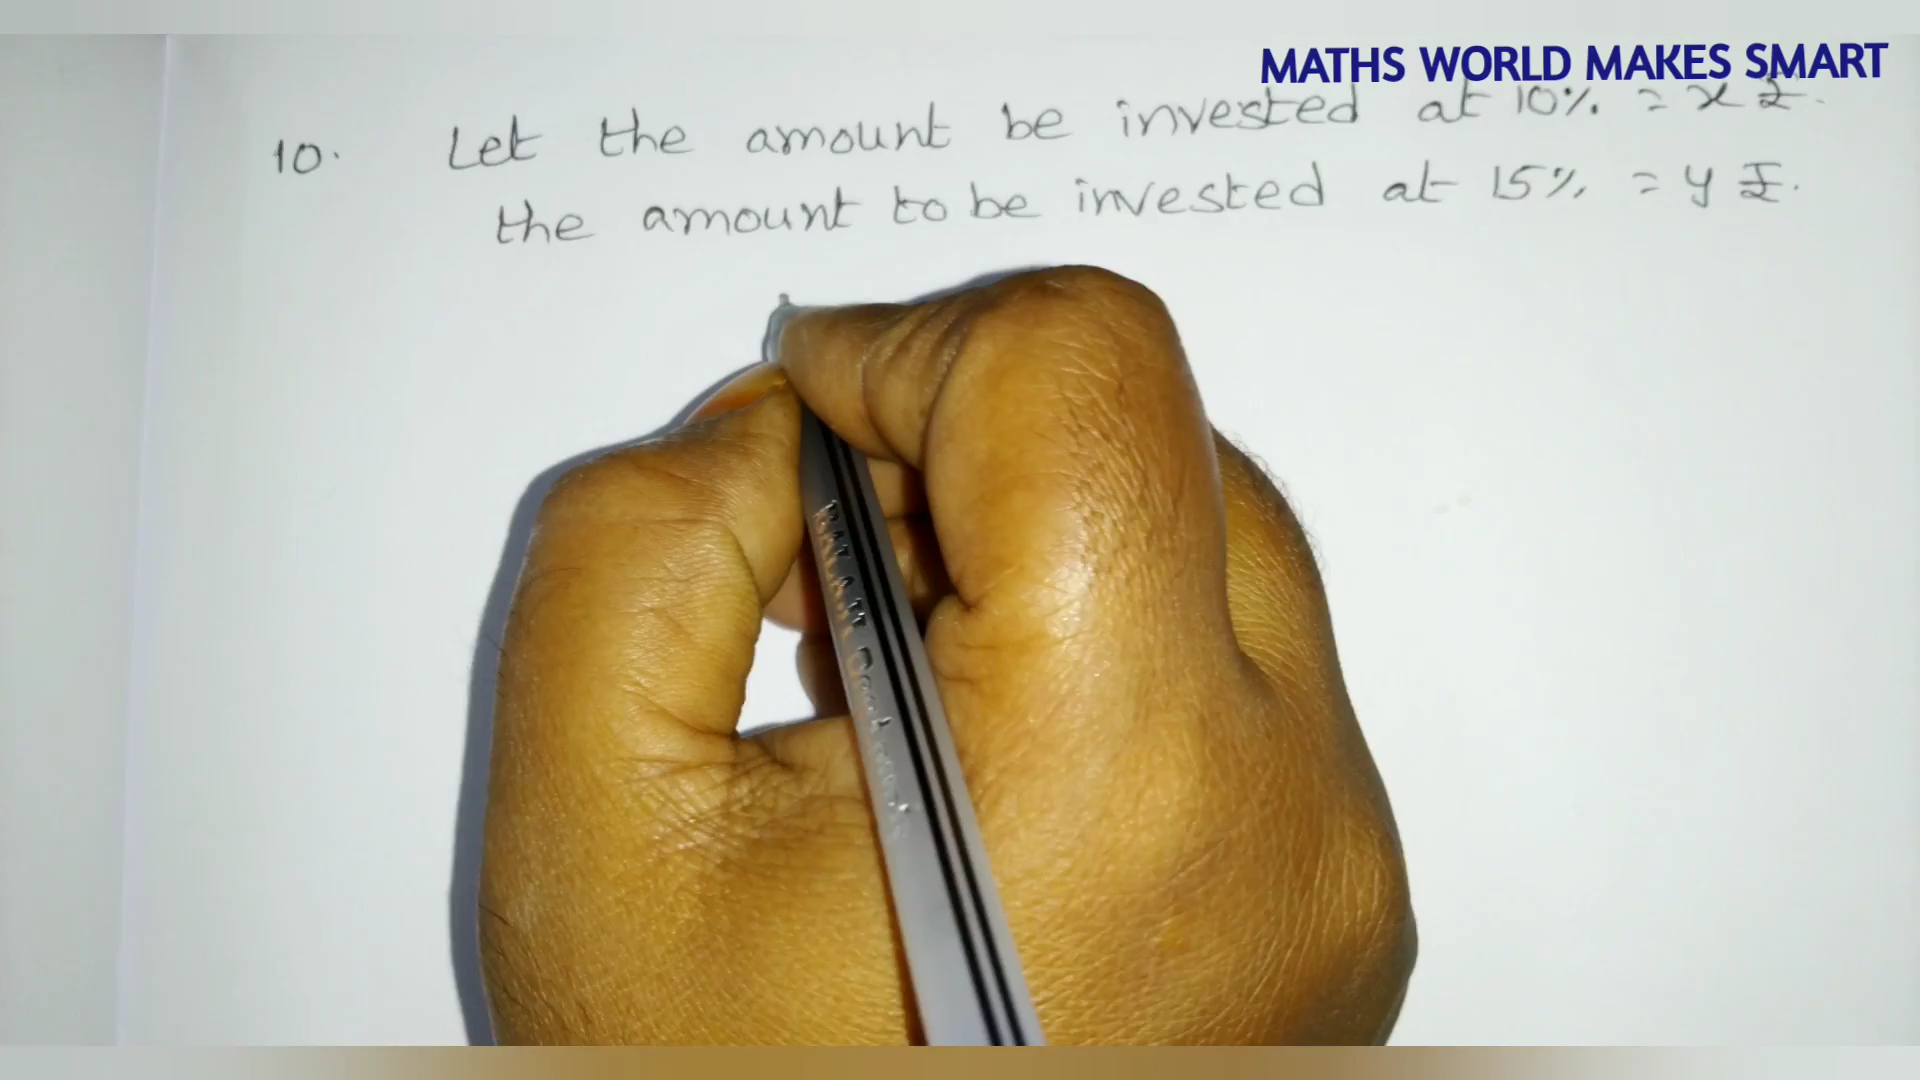 MATHS WORLD MAKES SMART
10. Let the amount be invested at 10% = x ₹.
the amount to be invested at 15% = y ₹.